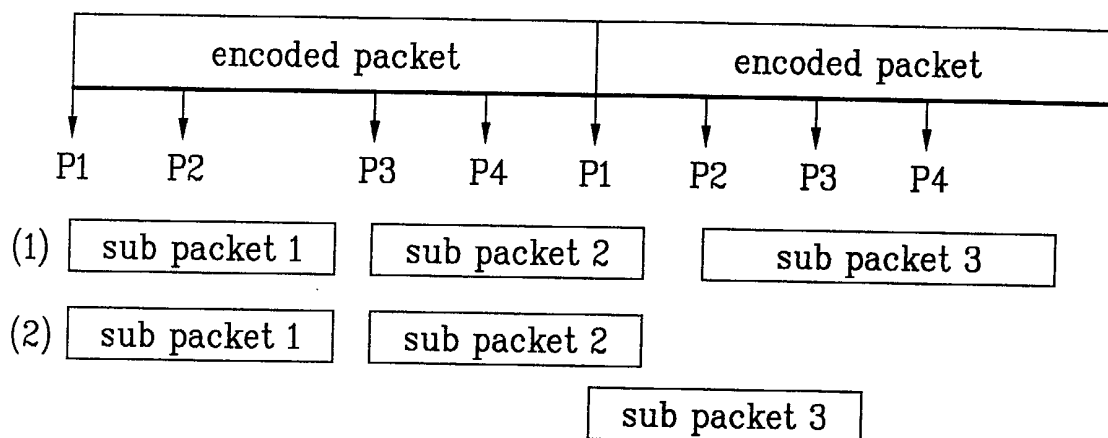 encoded packet encoded packet
P1 P2 P3 P4 P1 P2 P3 P4
(1) sub packet 1 sub packet 2 sub packet 3
(2) sub packet 1 sub packet 2
sub packet 3